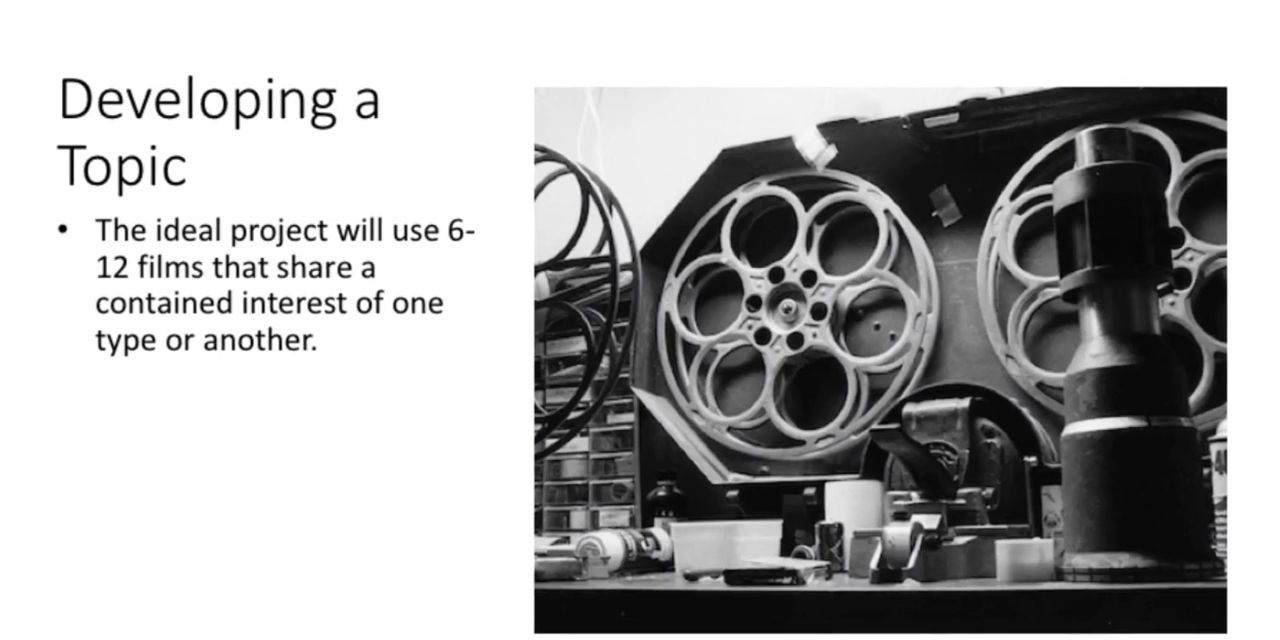 Developing a
Topic
• The ideal project will use 6-
12 films that share a
contained interest of one
type or another.